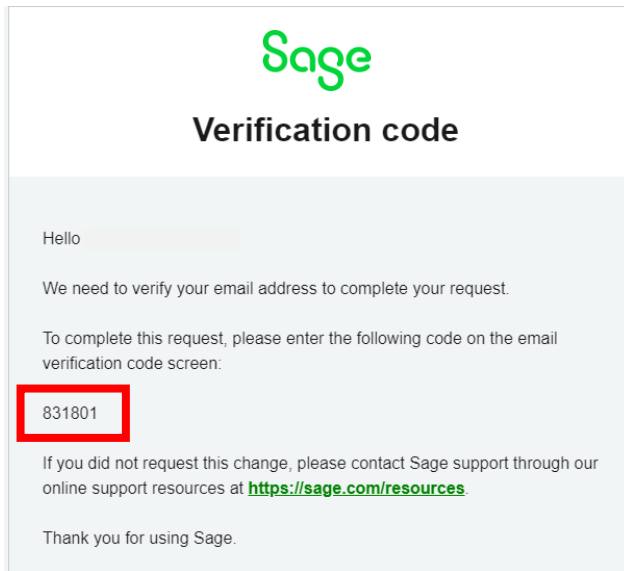 Sage
Verification code
Hello
We need to verify your email address to complete your request.
To complete this request, please enter the following code on the email
verification code screen:
831801
If you did not request this change, please contact Sage support through our
online support resources at https://sage.com/resources.
Thank you for using Sage.